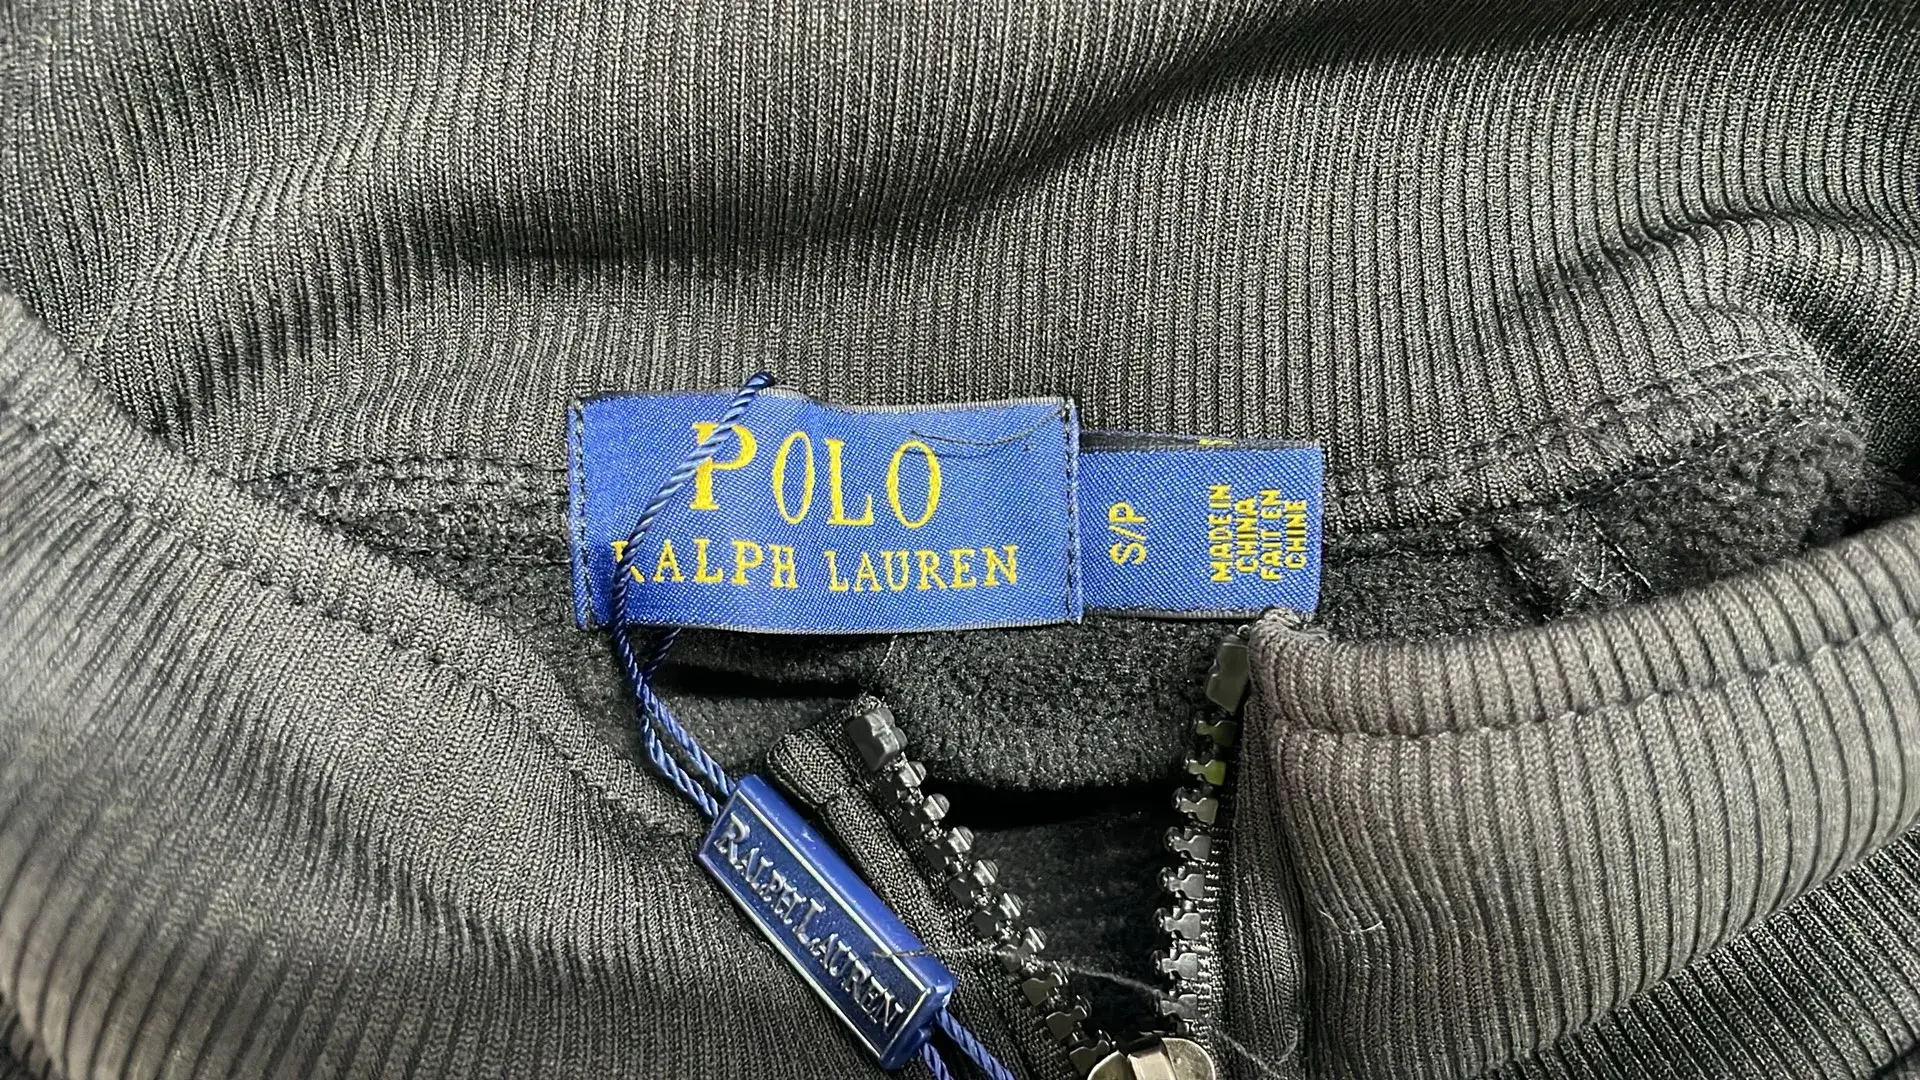 POLO
RALPH LAUREN
S/P
MADE IN
CHINA
FAIT EN
CHINE
RALPH LAUREN